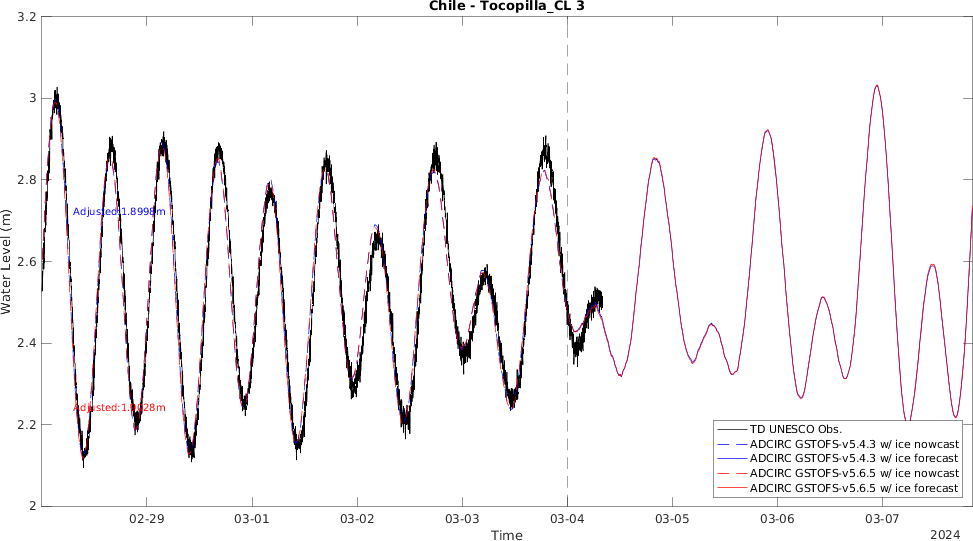 Chile - Tocopilla_CL 3
Water Level (m)
3.2
3
2.8
2.6
2.4
2.2
2
Adjusted:1.8998m
TD UNESCO Obs.
ADCIRC GSTOFS-v5.4.3 w/ ice nowcast
ADCIRC GSTOFS-v5.4.3 w/ ice forecast
ADCIRC GSTOFS-v5.6.5 w/ ice nowcast
ADCIRC GSTOFS-v5.6.5 w/ ice forecast
02-29
03-01
03-02
03-03
03-04
03-05
03-06
03-07
Time
2024